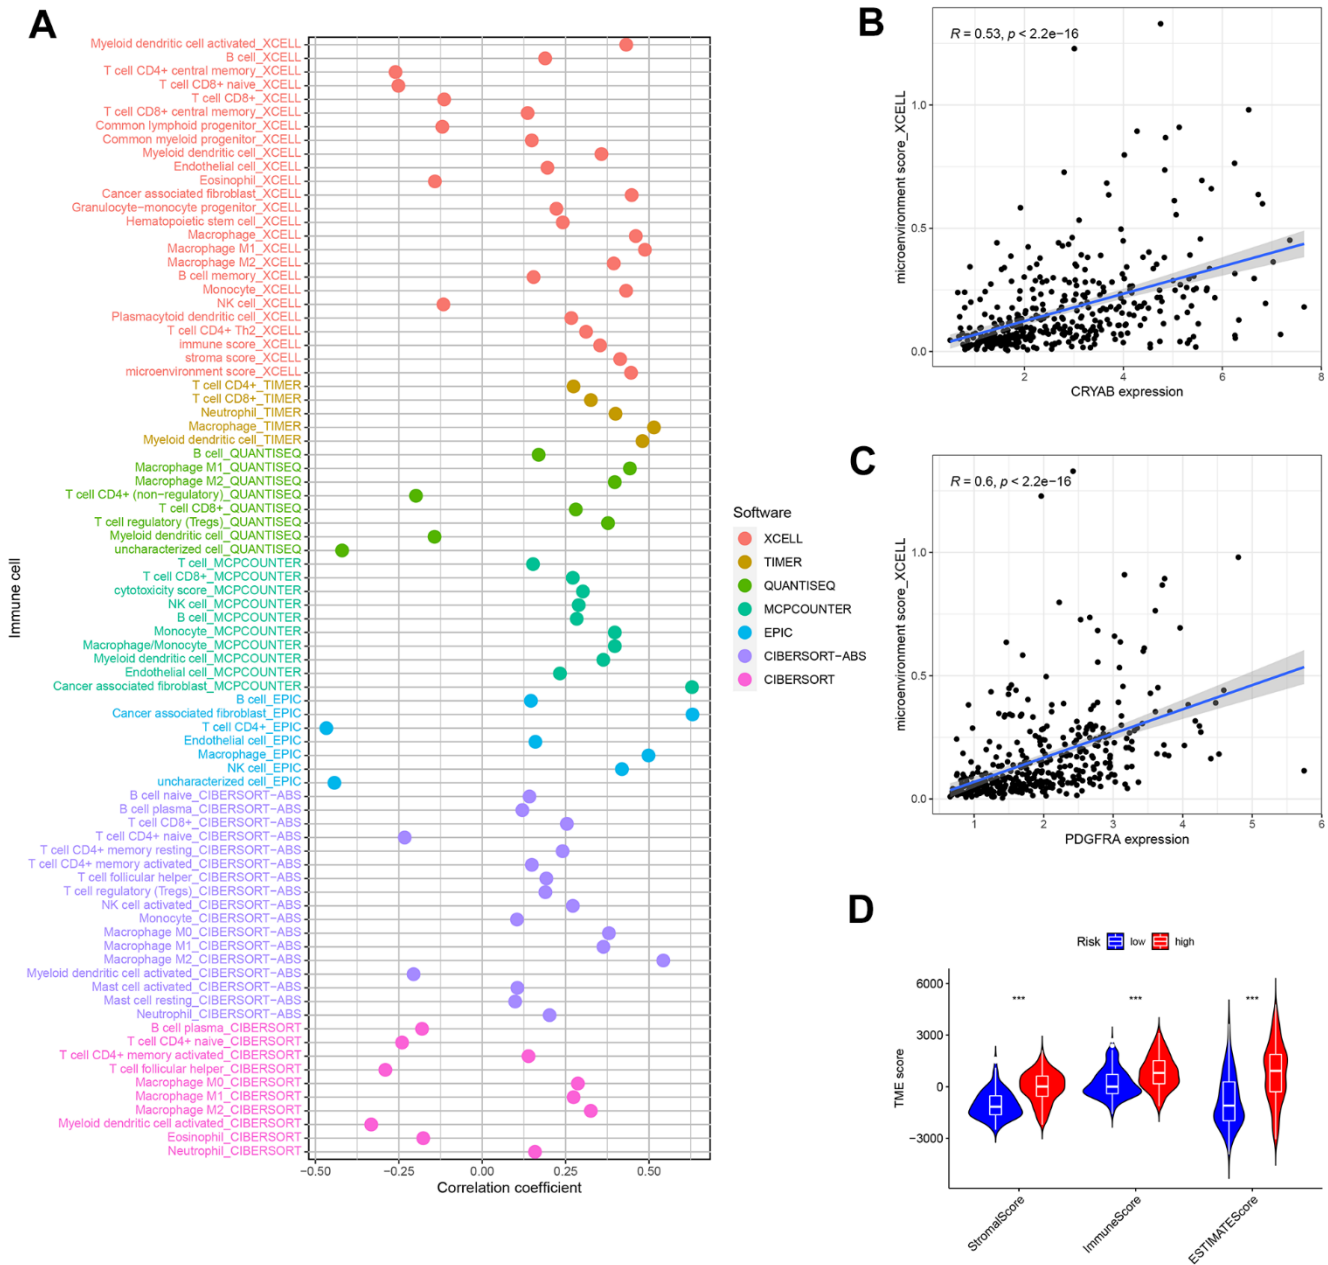 A
Myeloid dendritic cell activated_XCELL
B cell_XCELL
T cell CD4+ central memory_XCELL
T cell CD8+ naive_XCELL
T cell CD8+_XCELL
T cell CD8+ central memory_XCELL
Common lymphoid progenitor_XCELL
Common myeloid progenitor_XCELL
Myeloid dendritic cell_XCELL
Endothelial cell_XCELL
Eosinophil_XCELL
Cancer associated fibroblast_XCELL
Granulocyte−monocyte progenitor_XCELL
Hematopoietic stem cell_XCELL
Macrophage_XCELL
Macrophage M1_XCELL
Macrophage M2_XCELL
B cell memory_XCELL
Monocyte_XCELL
NK cell_XCELL
Plasmacytoid dendritic cell_XCELL
T cell CD4+ Th2_XCELL
immune score_XCELL
stroma score_XCELL
microenvironment score_XCELL
T cell CD4+_TIMER
T cell CD8+_TIMER
Neutrophil_TIMER
Macrophage_TIMER
Myeloid dendritic cell_TIMER
B cell_QUANTISEQ
Macrophage M1_QUANTISEQ
Macrophage M2_QUANTISEQ
T cell CD4+ (non−regulatory)_QUANTISEQ
T cell CD8+_QUANTISEQ
T cell regulatory (Tregs)_QUANTISEQ
Myeloid dendritic cell_QUANTISEQ
uncharacterized cell_QUANTISEQ
T cell_MCPCOUNTER
T cell CD8+_MCPCOUNTER
cytotoxicity score_MCPCOUNTER
NK cell_MCPCOUNTER
B cell_MCPCOUNTER
Monocyte_MCPCOUNTER
Macrophage/Monocyte_MCPCOUNTER
Myeloid dendritic cell_MCPCOUNTER
Endothelial cell_MCPCOUNTER
Cancer associated fibroblast_MCPCOUNTER
B cell_EPIC
Cancer associated fibroblast_EPIC
T cell CD4+_EPIC
Endothelial cell_EPIC
Macrophage_EPIC
NK cell_EPIC
uncharacterized cell_EPIC
B cell naive_CIBERSORT−ABS
B cell plasma_CIBERSORT−ABS
T cell CD8+_CIBERSORT−ABS
T cell CD4+ naive_CIBERSORT−ABS
T cell CD4+ memory resting_CIBERSORT−ABS
T cell CD4+ memory activated_CIBERSORT−ABS
T cell follicular helper_CIBERSORT−ABS
T cell regulatory (Tregs)_CIBERSORT−ABS
NK cell activated_CIBERSORT−ABS
Monocyte_CIBERSORT−ABS
Macrophage M0_CIBERSORT−ABS
Macrophage M1_CIBERSORT−ABS
Macrophage M2_CIBERSORT−ABS
Myeloid dendritic cell activated_CIBERSORT−ABS
Mast cell activated_CIBERSORT−ABS
Mast cell resting_CIBERSORT−ABS
Neutrophil_CIBERSORT−ABS
B cell plasma_CIBERSORT
T cell CD4+ naive_CIBERSORT
T cell CD4+ memory activated_CIBERSORT
T cell follicular helper_CIBERSORT
Macrophage M0_CIBERSORT
Macrophage M1_CIBERSORT
Macrophage M2_CIBERSORT
Myeloid dendritic cell activated_CIBERSORT
Eosinophil_CIBERSORT
Neutrophil_CIBERSORT
Immune cell
−0.50 −0.25 0.00 0.25 0.50
Correlation coefficient
Software
XCELL
TIMER
QUANTISEQ
MCPCOUNTER
EPIC
CIBERSORT−ABS
CIBERSORT
B
R = 0.53, p < 2.2e−16
microenvironment score_XCELL
1.0
0.5
0.0
2 4 6 8
CRYAB expression
C
R = 0.6, p < 2.2e−16
microenvironment score_XCELL
1.0
0.5
0.0
1 2 3 4 5 6
PDGFRA expression
D
Risk low high
TME score
6000
3000
0
−3000
*** *** ***
StromalScore
ImmuneScore
ESTIMATEScore